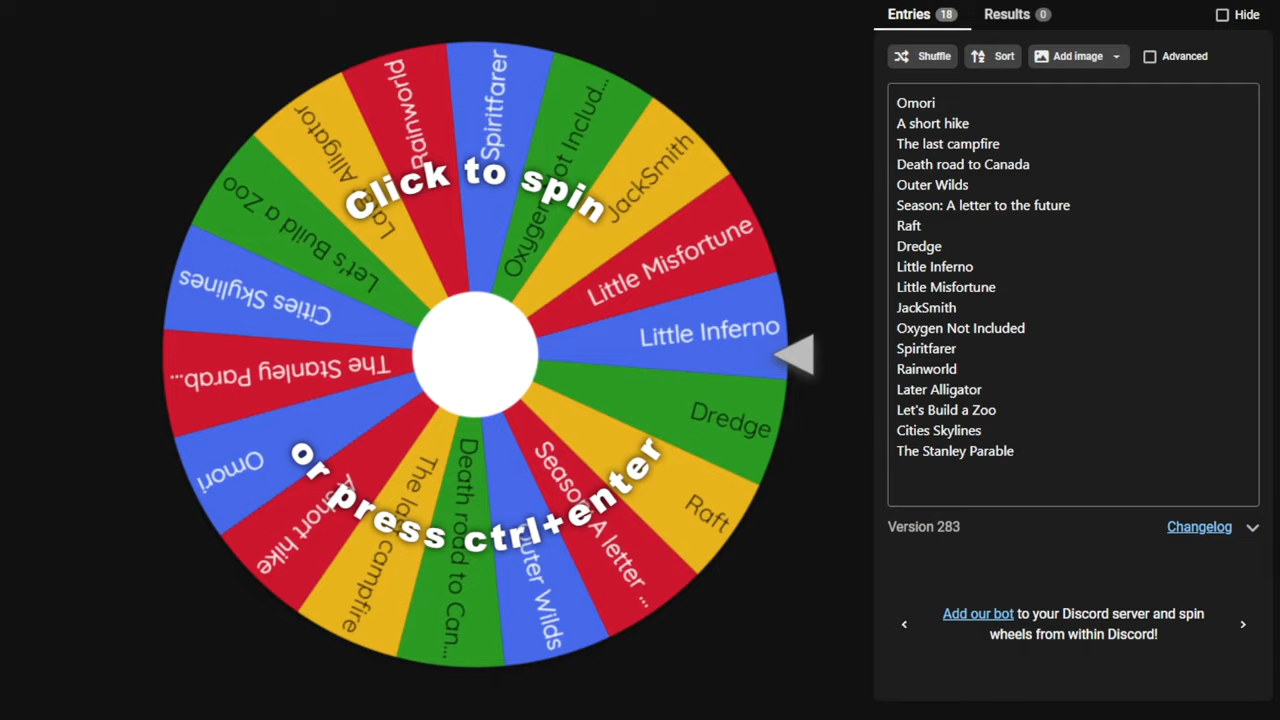 Entries 18
Results 0
Hide
Shuffle
Sort
Add image
Advanced
Omori
A short hike
The last campfire
Death road to Canada
Outer Wilds
Season: A letter to the future
Raft
Dredge
Little Inferno
Little Misfortune
JackSmith
Oxygen Not Included
Spiritfarer
Rainworld
Later Alligator
Let's Build a Zoo
Cities Skylines
The Stanley Parable
Version 283
Changelog
Add our bot to your Discord server and spin
wheels from within Discord!
Click to spin
or press ctrl+enter
Rainworld
Spiritfarer
Oxygen Not Includ...
JackSmith
Little Misfortune
Little Inferno
Dredge
Raft
Season: A letter ...
Outer Wilds
Death road to Can...
The last campfire
A short hike
Omori
The Stanley Parab...
Cities Skylines
Let's Build a Zoo
Later Alligator